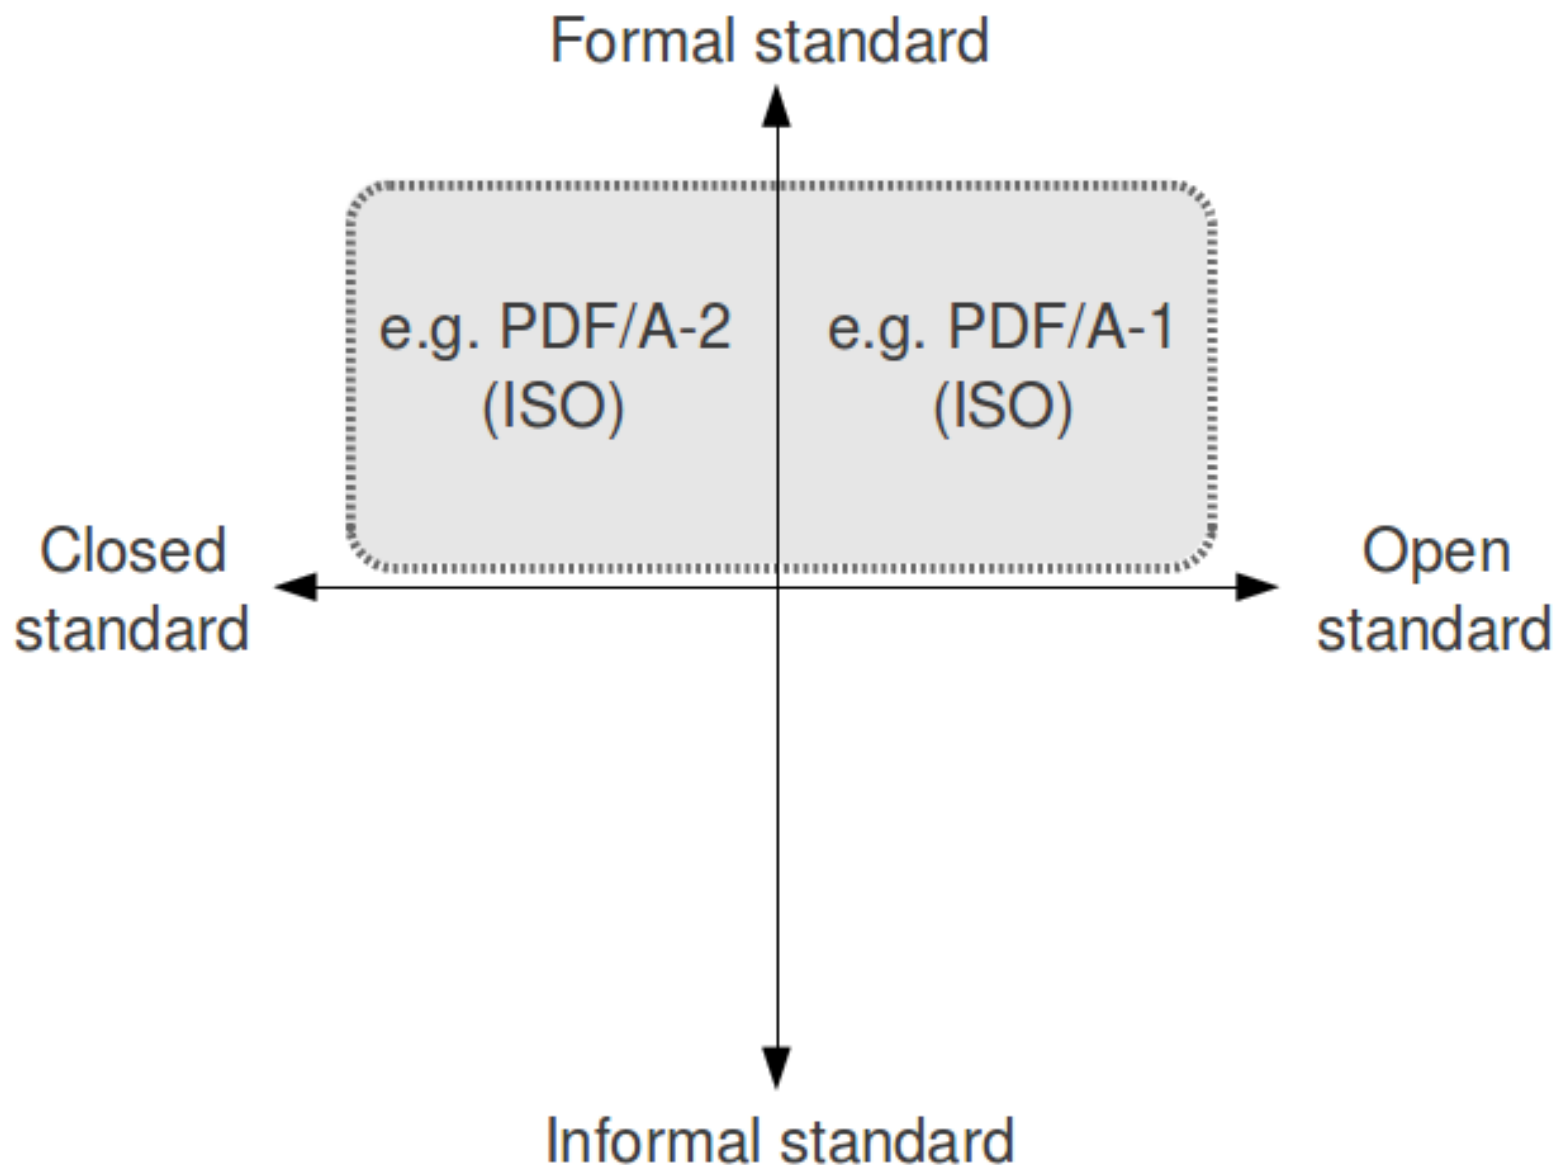 Formal standard
e.g. PDF/A-2
(ISO)
e.g. PDF/A-1
(ISO)
Closed
standard
Open
standard
Informal standard